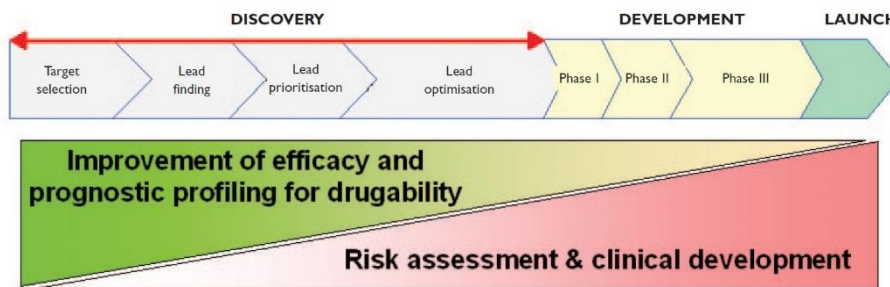 DISCOVERY DEVELOPMENT LAUNCH
Target selection
Lead finding
Lead prioritisation
Lead optimisation
Phase I
Phase II
Phase III
Improvement of efficacy and
prognostic profiling for drugability
Risk assessment & clinical development